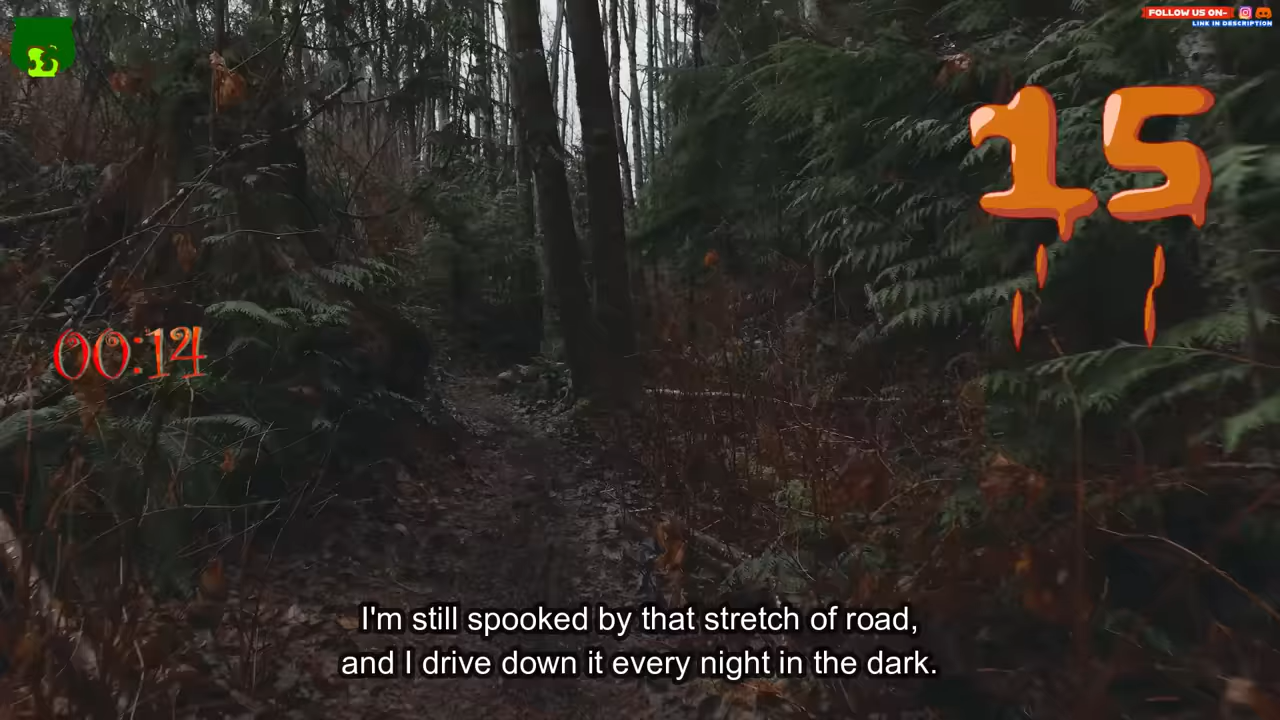 FOLLOW US ON-
LINK IN DESCRIPTION
15
00:14
I'm still spooked by that stretch of road,
and I drive down it every night in the dark.